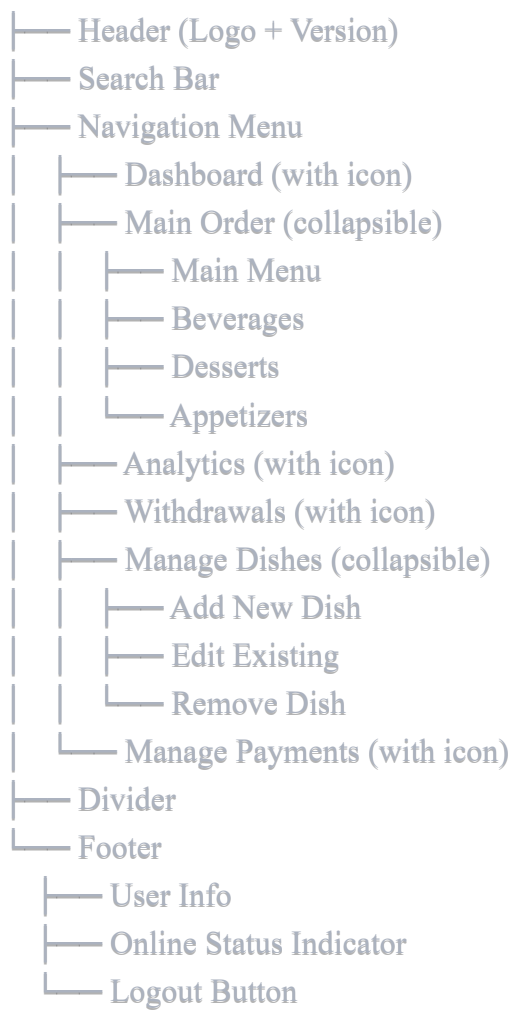 ├── Header (Logo + Version)
├── Search Bar
├── Navigation Menu
│   ├── Dashboard (with icon)
│   ├── Main Order (collapsible)
│   │   ├── Main Menu
│   │   ├── Beverages
│   │   ├── Desserts
│   │   └── Appetizers
│   ├── Analytics (with icon)
│   ├── Withdrawals (with icon)
│   ├── Manage Dishes (collapsible)
│   │   ├── Add New Dish
│   │   ├── Edit Existing
│   │   └── Remove Dish
│   └── Manage Payments (with icon)
├── Divider
└── Footer
    ├── User Info
    ├── Online Status Indicator
    └── Logout Button